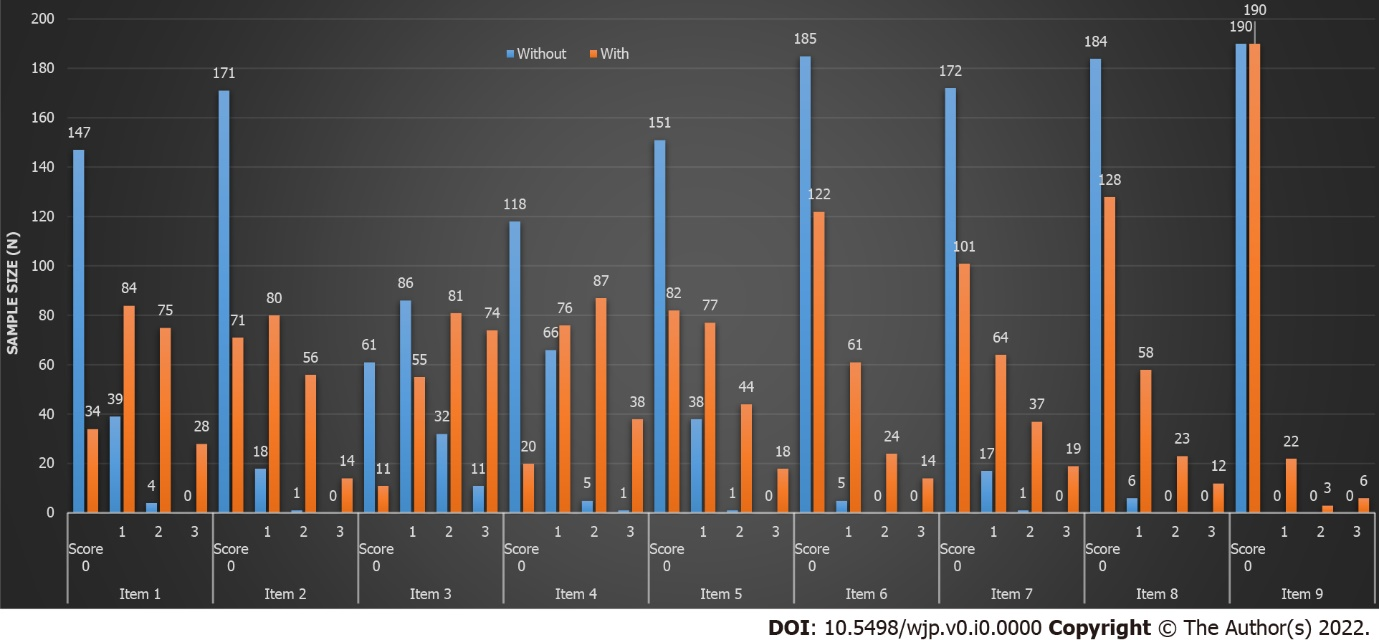 200
180
160
140
120
100
80
60
40
20
0
SAMPLE SIZE (N)
Without With
147 34 39 84 4 75 0 28
171 71 18 80 1 56 0 14
61 11 86 55 32 81 11 74
118 20 66 76 5 87 1 38
151 82 38 77 1 44 0 18
185 122 5 61 0 24 0 14
172 101 17 64 1 37 0 19
184 128 6 58 0 23 0 12
190 190 0 22 0 3 0 6
Score 0 1 2 3
Item 1
Score 0 1 2 3
Item 2
Score 0 1 2 3
Item 3
Score 0 1 2 3
Item 4
Score 0 1 2 3
Item 5
Score 0 1 2 3
Item 6
Score 0 1 2 3
Item 7
Score 0 1 2 3
Item 8
Score 0 1 2 3
Item 9
DOI: 10.5498/wjp.v0.i0.0000 Copyright © The Author(s) 2022.